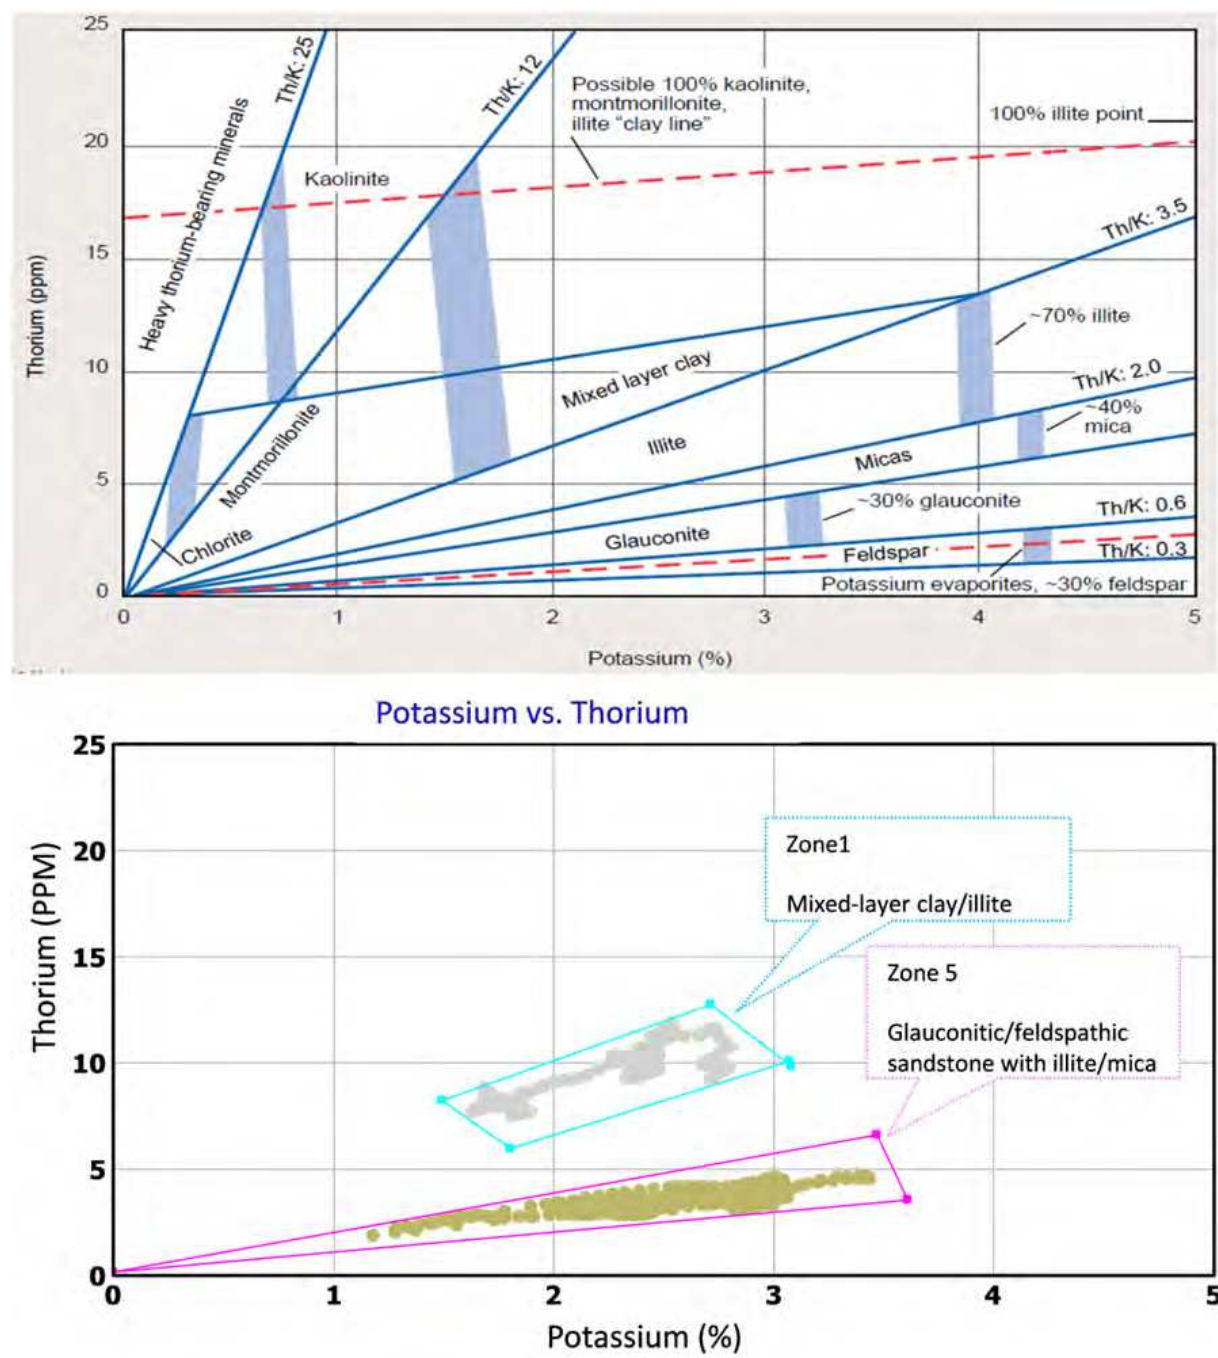 25
20
15
10
5
0
Thorium (ppm)
Heavy thorium-bearing minerals
Th/K: 25
Th/K: 12
Possible 100% kaolinite,
montmorillonite,
illite “clay line”
100% illite point
Kaolinite
Th/K: 3.5
~70% illite
Mixed layer clay
Th/K: 2.0
~40%
mica
Montmorillonite
Illite
Micas
~30% glauconite
Th/K: 0.6
Chlorite
Glauconite
Feldspar
Th/K: 0.3
Potassium evaporites, ~30% feldspar
0 1 2 3 4 5
Potassium (%)
Potassium vs. Thorium
25
20
15
10
5
0
Thorium (PPM)
Zone1
Mixed-layer clay/illite
Zone 5
Glauconitic/feldspathic
sandstone with illite/mica
0 1 2 3 4 5
Potassium (%)